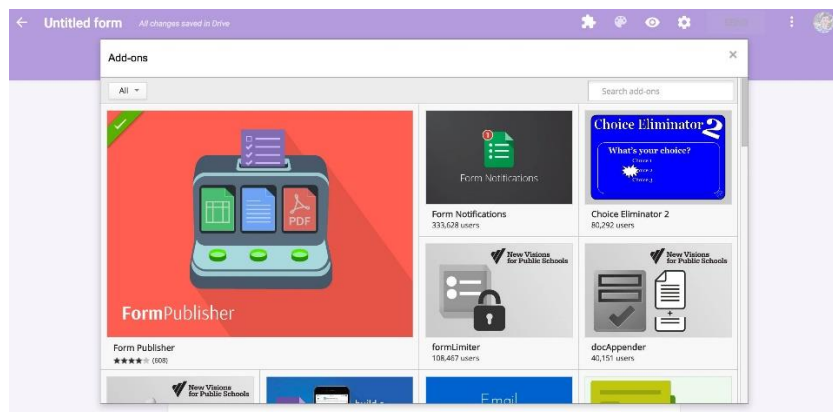 Untitled form All changes saved in Drive
Add-ons
All
Search add-ons
PDF
FormPublisher
Form Publisher
(608)
1
Form Notifications
Form Notifications
333,628 users
Choice Eliminator 2
What's your choice?
Choice Eliminator 2
80,292 users
New Visions
for Public Schools
formLimiter
108,467 users
New Visions
for Public Schools
docAppender
40,151 users
New Visions
for Public Schools
build a
Email